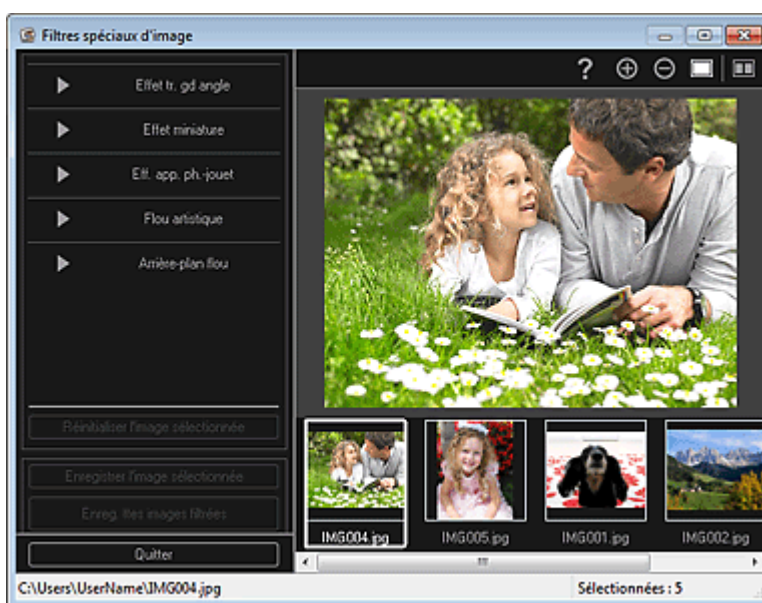 Filtres spéciaux d'image
?
Effet tr. gd angle
Effet miniature
Eff. app. ph.-jouet
Flou artistique
Arrière-plan flou
Réinitialiser l'image sélectionnée
Enregistrer l'image sélectionnée
Enreg. ttes images filtrées
Quitter
IMG004.jpg
IMG005.jpg
IMG001.jpg
IMG002.jpg
C:\Users\UserName\IMG004.jpg
Sélectionnées : 5